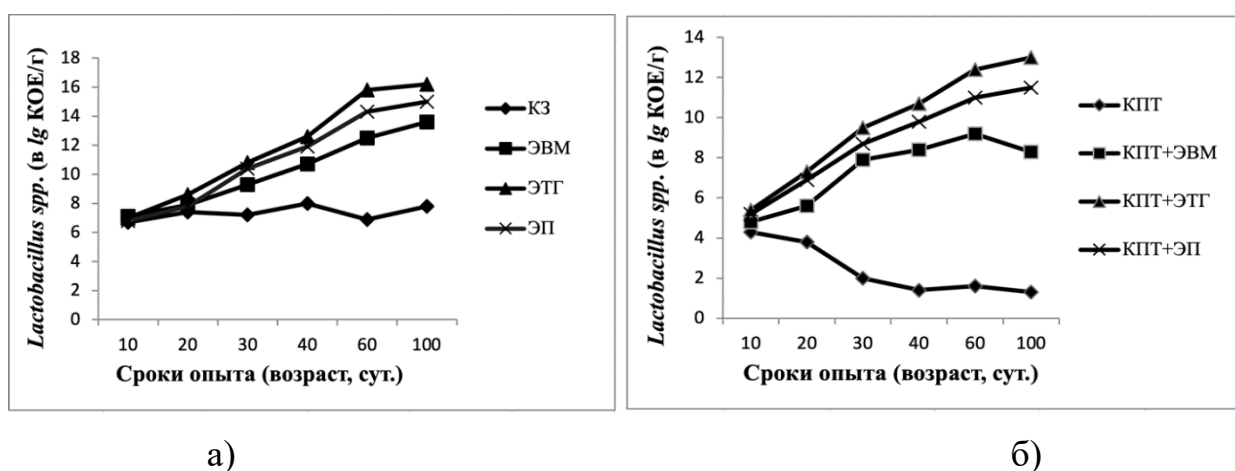 Lactobacillus spp. (в lg КОЕ/г)
18
16
14
12
10
8
6
4
2
0
10 20 30 40 60 100
Сроки опыта (возраст, сут.)
КЗ
ЭВМ
ЭТГ
ЭП
а)
Lactobacillus spp. (в lg КОЕ/г)
14
12
10
8
6
4
2
0
10 20 30 40 60 100
Сроки опыта (возраст, сут.)
КПТ
КПТ+ЭВМ
КПТ+ЭТГ
КПТ+ЭП
б)